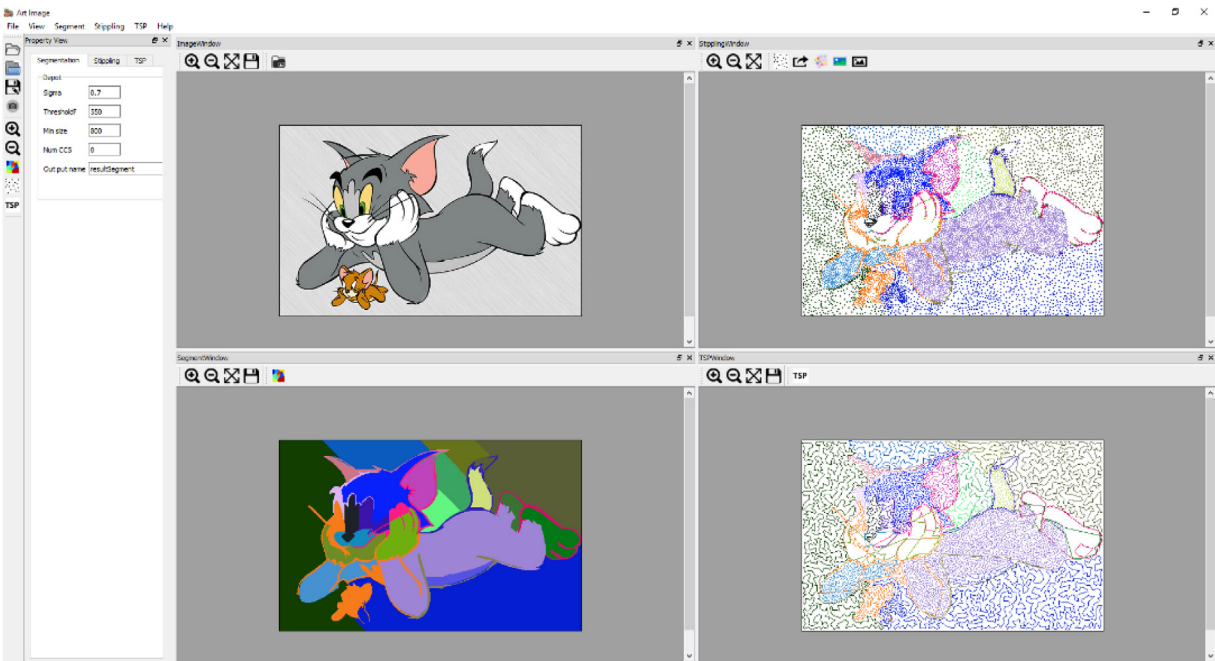 Art Image
File View Segment Stippling TSP Help
Property View
Segmentation Stippling TSP
Depot
Sigma 0.7
ThresholdF 350
Min size 800
Num CCS 0
Out put name resultSegment
TSP
ImageWindow
StipplingWindow
SegmentWindow
TSPWindow
TSP